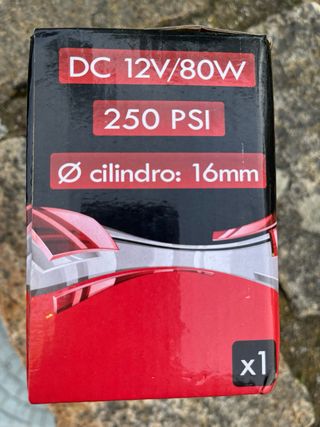 DC 12V/80W
250 PSI
Ø cilindro: 16mm
x1